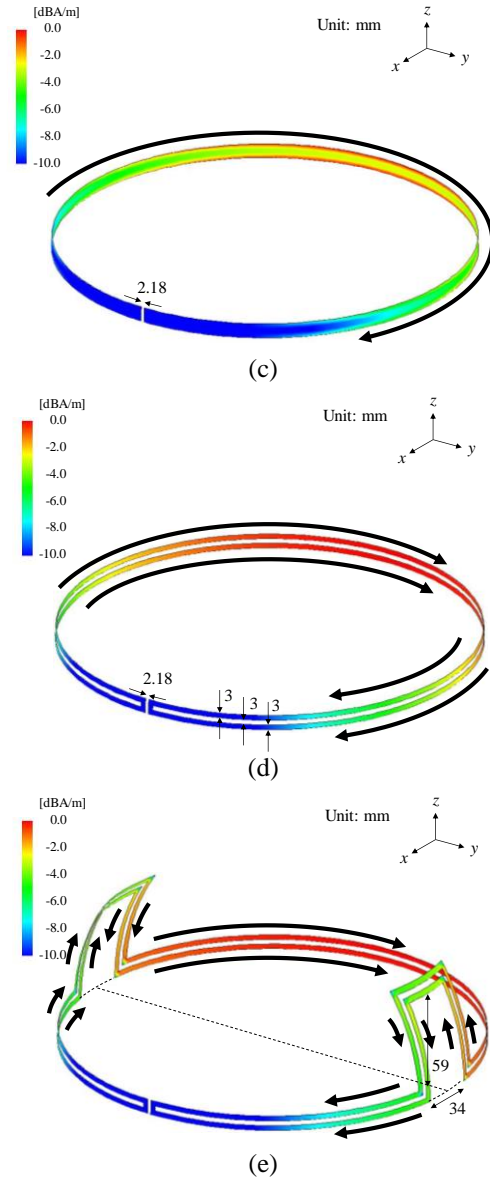 [dBA/m]
0.0
-2.0
-4.0
-6.0
-8.0
-10.0
Unit: mm
z
x
y
2.18
(c)
[dBA/m]
0.0
-2.0
-4.0
-6.0
-8.0
-10.0
Unit: mm
z
x
y
2.18
3
3
3
(d)
[dBA/m]
0.0
-2.0
-4.0
-6.0
-8.0
-10.0
Unit: mm
z
x
y
59
34
(e)